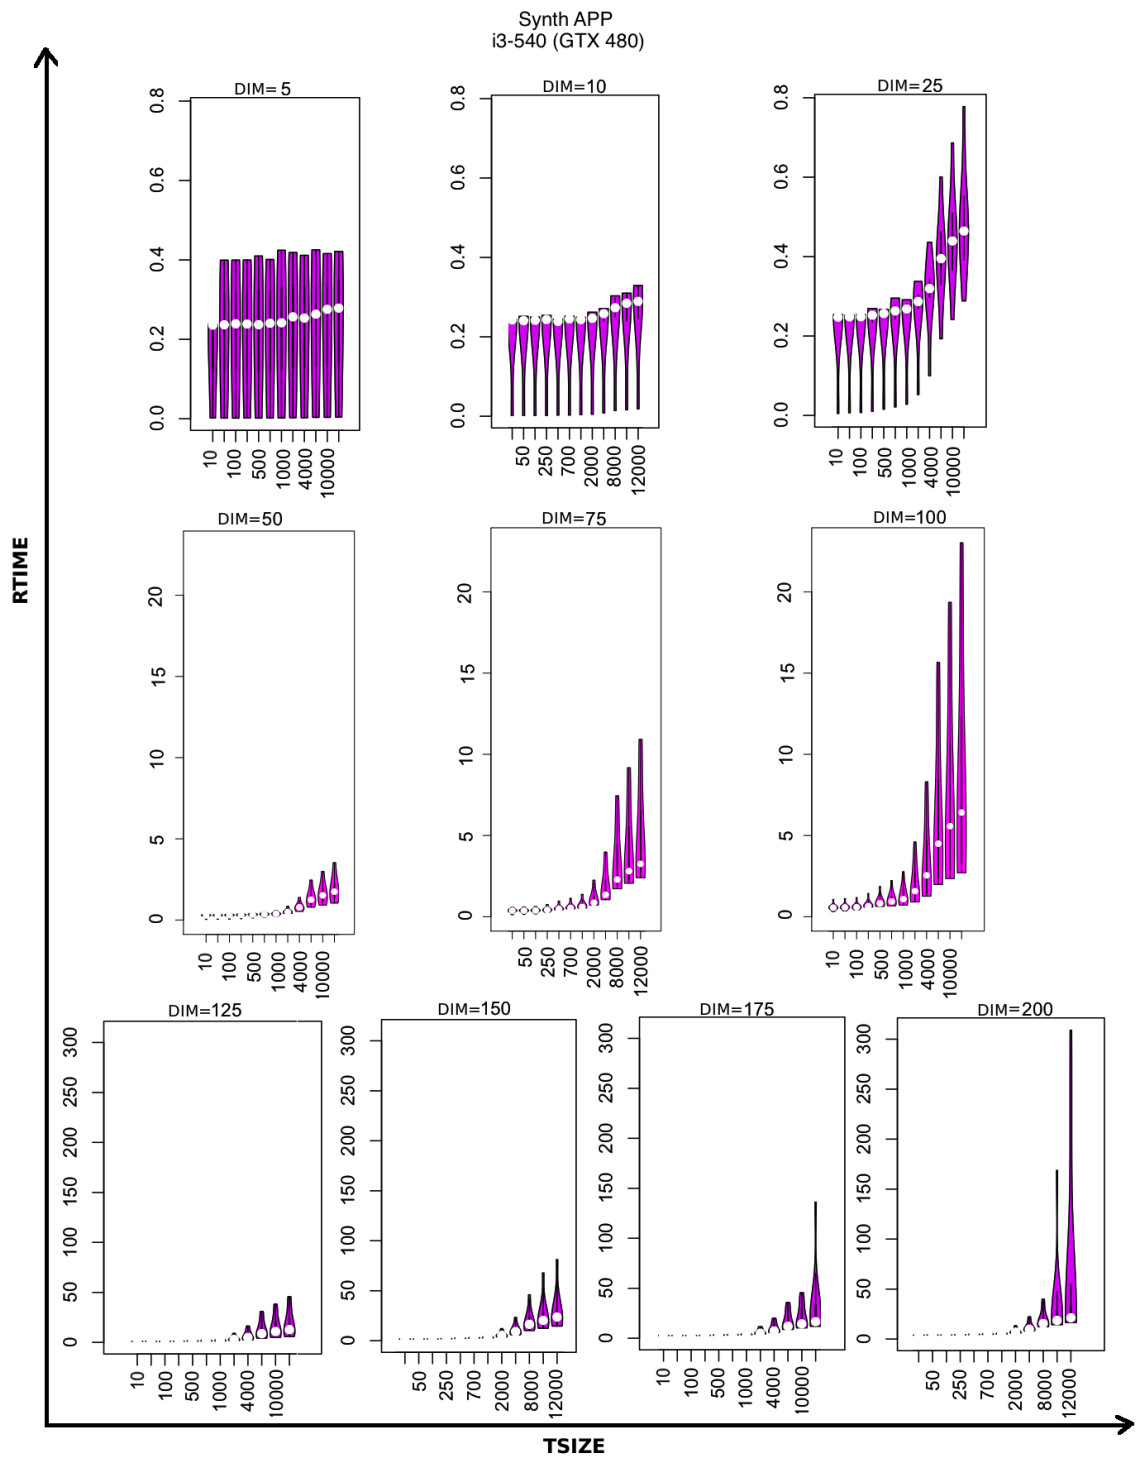 Synth APP
i3-540 (GTX 480)
DIM= 5
DIM=10
DIM=25
0.0 0.2 0.4 0.6 0.8
0.0 0.2 0.4 0.6 0.8
0.0 0.2 0.4 0.6 0.8
10 100 500 1000 4000 10000
50 250 700 2000 8000 12000
10 100 500 1000 4000 10000
DIM=50
DIM=75
DIM=100
RTIME
0 5 10 15 20
0 5 10 15 20
0 5 10 15 20
10 100 500 1000 4000 10000
50 250 700 2000 8000 12000
10 100 500 1000 4000 10000
DIM=125
DIM=150
DIM=175
DIM=200
0 50 100 150 200 250 300
0 50 100 150 200 250 300
0 50 100 150 200 250 300
0 50 100 150 200 250 300
10 100 500 1000 4000 10000
50 250 700 2000 8000 12000
10 100 500 1000 4000 10000
50 250 700 2000 8000 12000
TSIZE